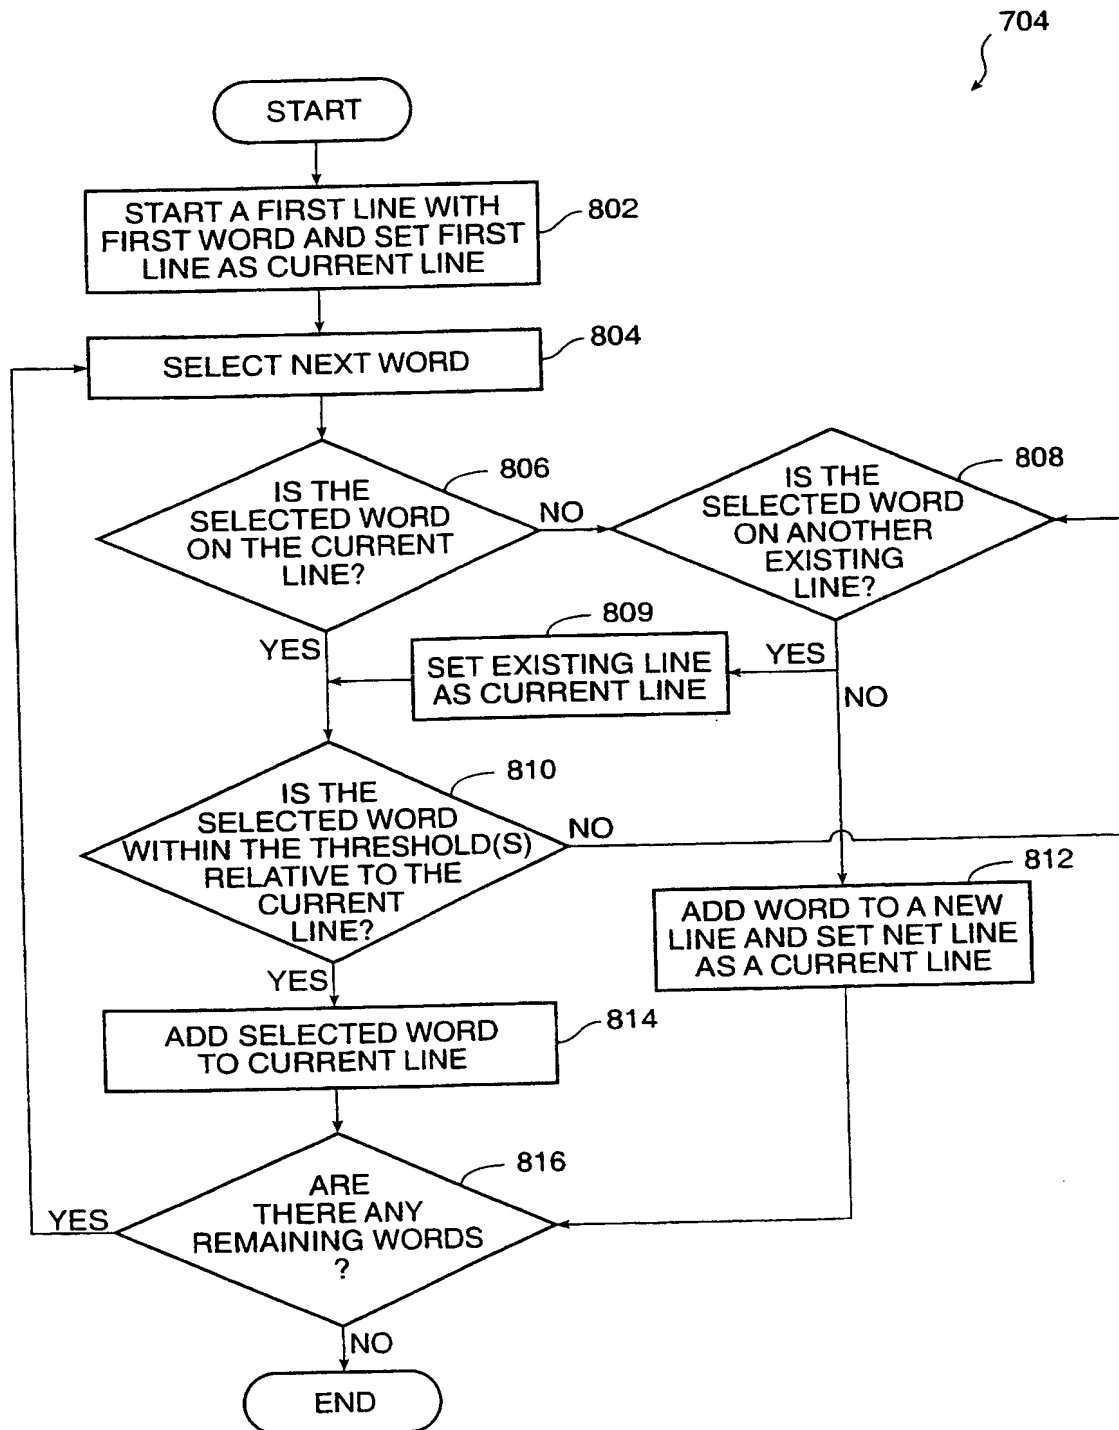 704
START
START A FIRST LINE WITH
FIRST WORD AND SET FIRST
LINE AS CURRENT LINE
802
SELECT NEXT WORD
804
IS THE
SELECTED WORD
ON THE CURRENT
LINE?
806
NO
IS THE
SELECTED WORD
ON ANOTHER
EXISTING
LINE?
808
YES
SET EXISTING LINE
AS CURRENT LINE
809
YES
NO
IS THE
SELECTED WORD
WITHIN THE THRESHOLD(S)
RELATIVE TO THE
CURRENT
LINE?
810
NO
ADD WORD TO A NEW
LINE AND SET NET LINE
AS A CURRENT LINE
812
YES
ADD SELECTED WORD
TO CURRENT LINE
814
ARE
THERE ANY
REMAINING WORDS
?
816
YES
NO
END